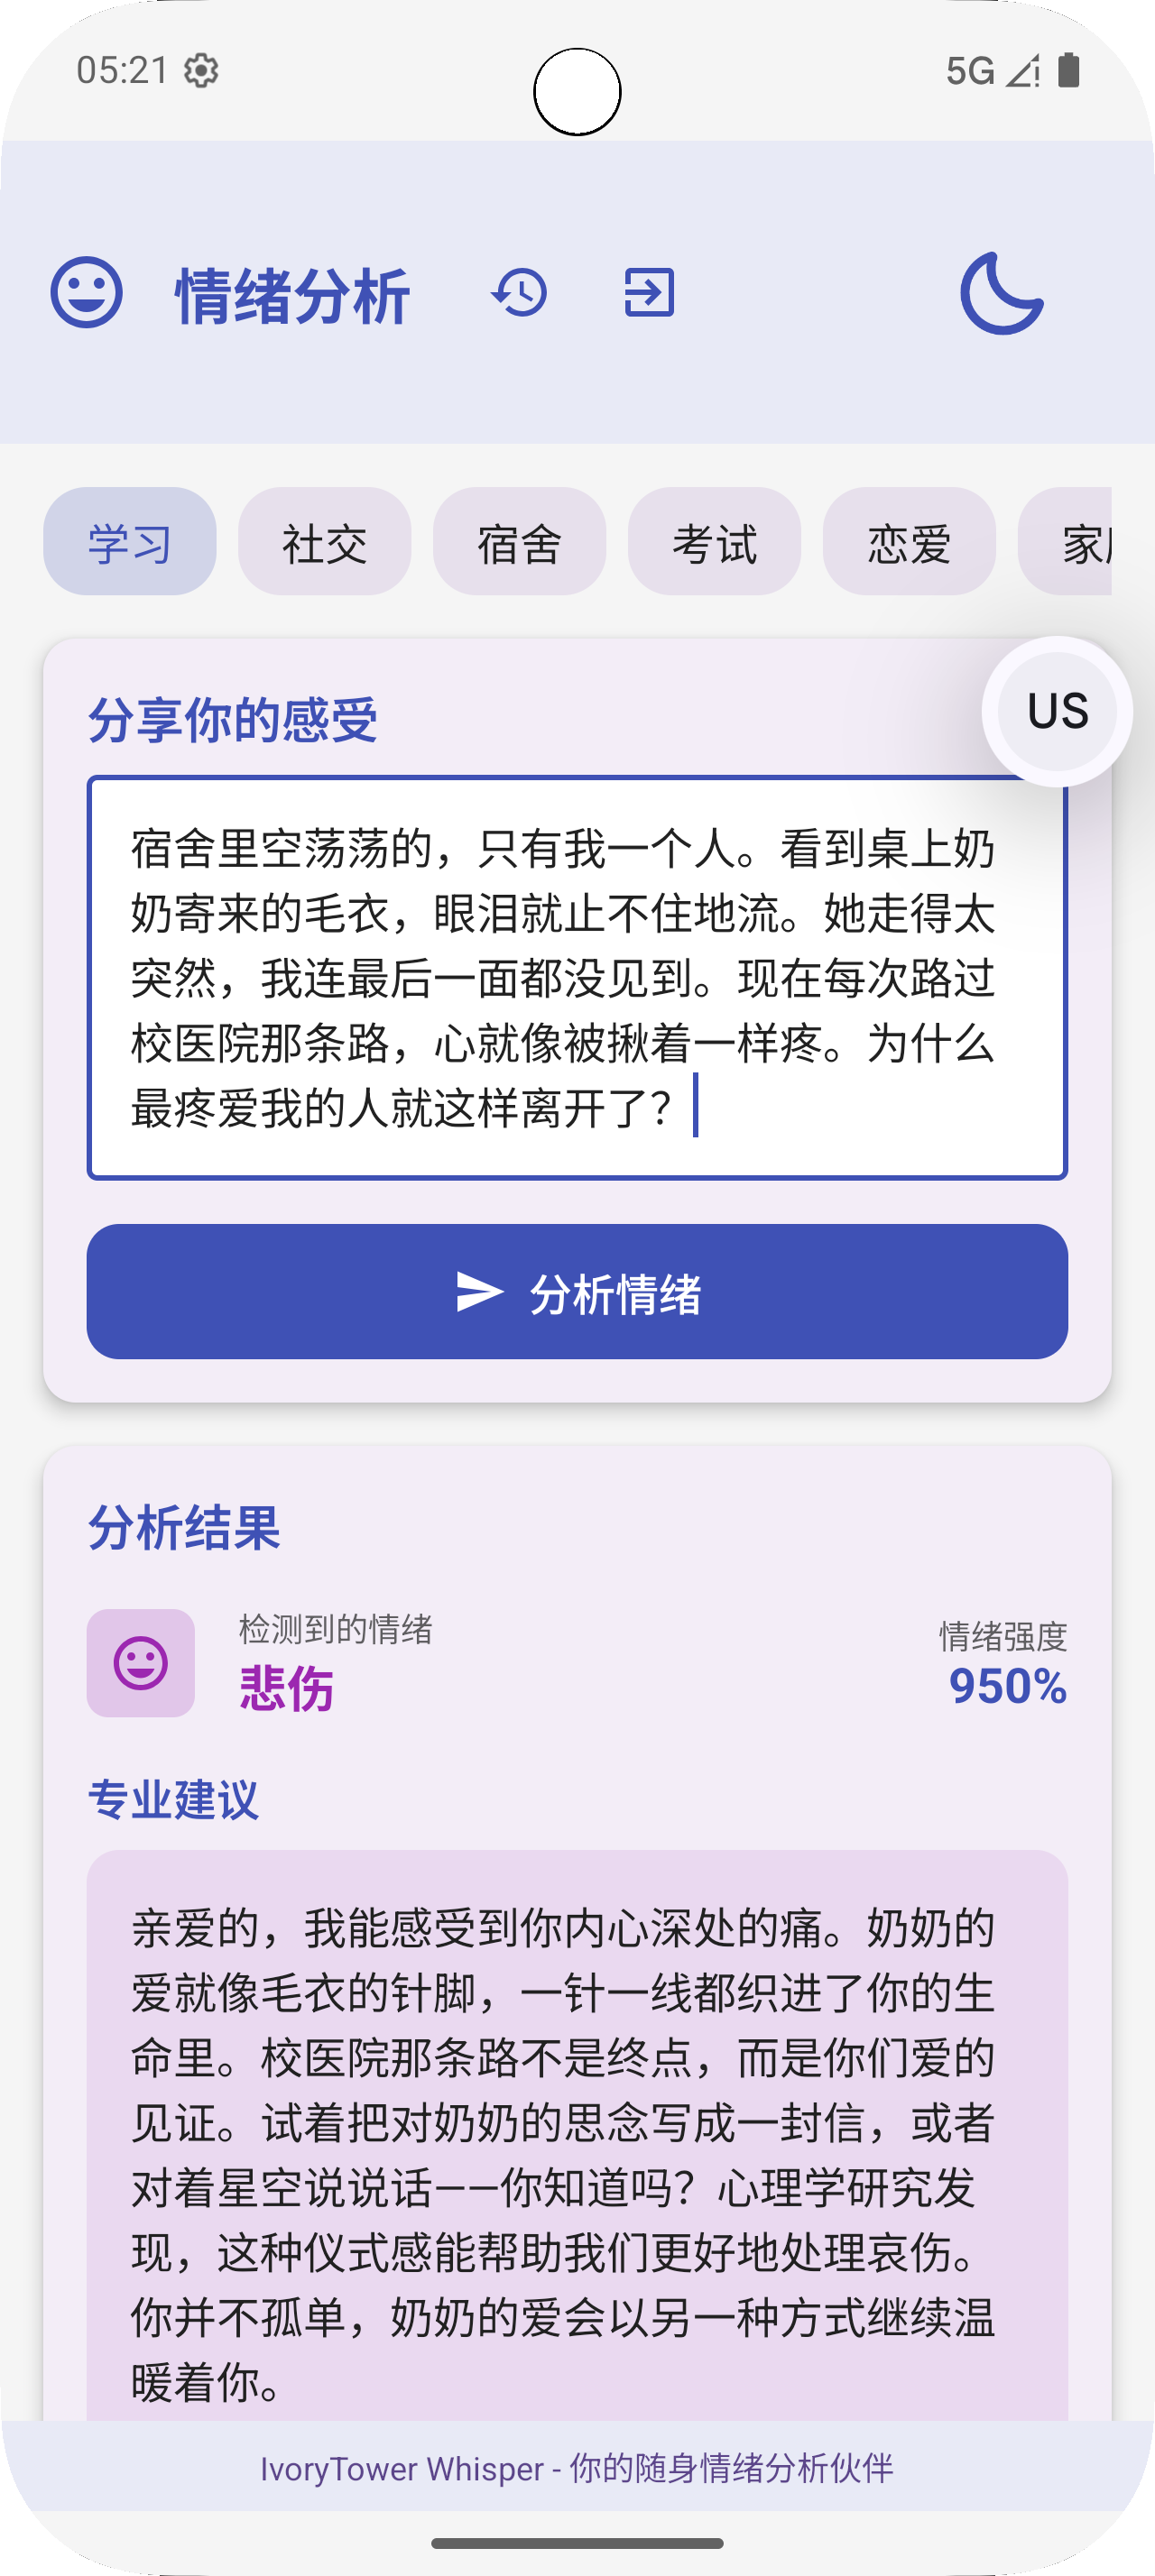 05:21
5G
情绪分析
学习 社交 宿舍 考试 恋爱
US
分享你的感受
宿舍里空荡荡的，只有我一个人。看到桌上奶
奶寄来的毛衣，眼泪就止不住地流。她走得太
突然，我连最后一面都没见到。现在每次路过
校医院那条路，心就像被揪着一样疼。为什么
最疼爱我的人就这样离开了？
分析情绪
分析结果
检测到的情绪
悲伤
情绪强度
950%
专业建议
亲爱的，我能感受到你内心深处的痛。奶奶的
爱就像毛衣的针脚，一针一线都织进了你的生
命里。校医院那条路不是终点，而是你们爱的
见证。试着把对奶奶的思念写成一封信，或者
对着星空说说话——你知道吗？心理学研究发
现，这种仪式感能帮助我们更好地处理哀伤。
你并不孤单，奶奶的爱会以另一种方式继续温
暖着你。
IvoryTower Whisper - 你的随身情绪分析伙伴